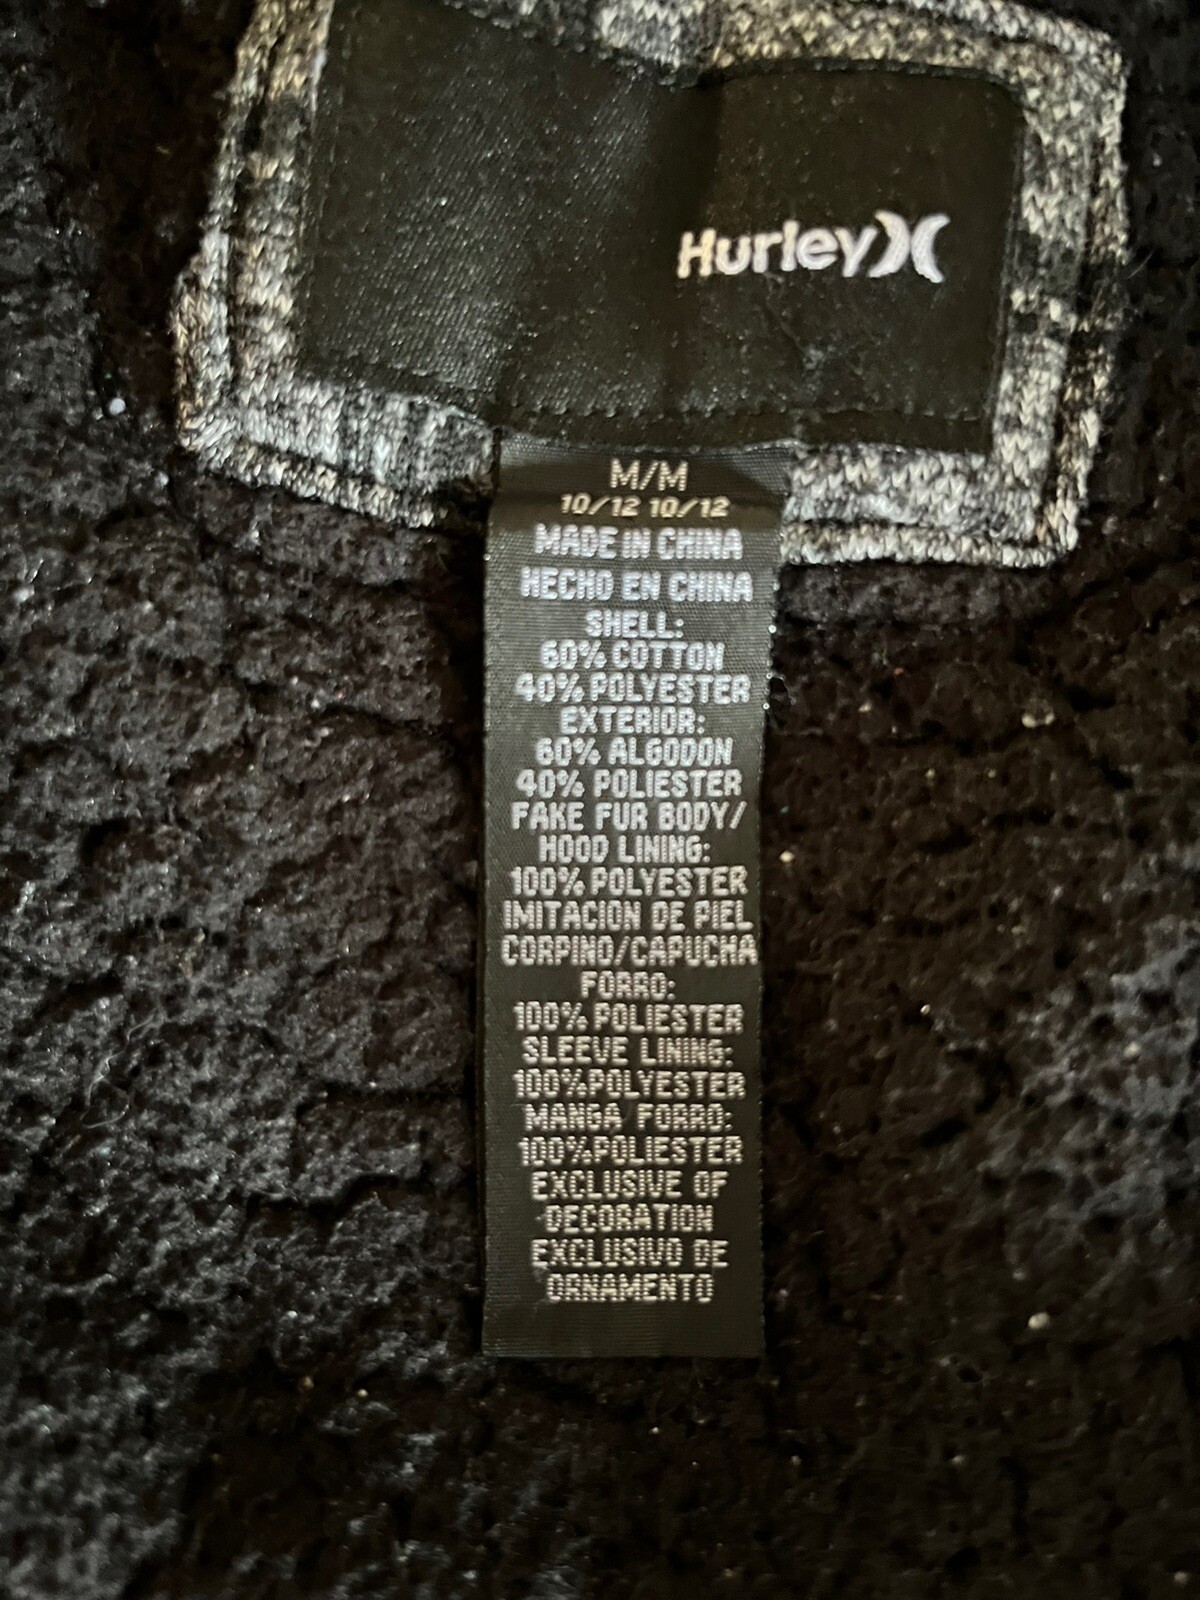 Hurley
M/M
10/12 10/12
MADE IN CHINA
HECHO EN CHINA
SHELL:
60% COTTON
40% POLYESTER
EXTERIOR:
60% ALGODON
40% POLIESTER
FAKE FUR BODY/
HOOD LINING:
100% POLYESTER
IMITACION DE PIEL
CORPINO/CAPUCHA
FORRO:
100% POLIESTER
SLEEVE LINING:
100%POLYESTER
MANGA FORRO:
100%POLIESTER
EXCLUSIVE OF
DECORATION
EXCLUSIVO DE
ORNAMENTO